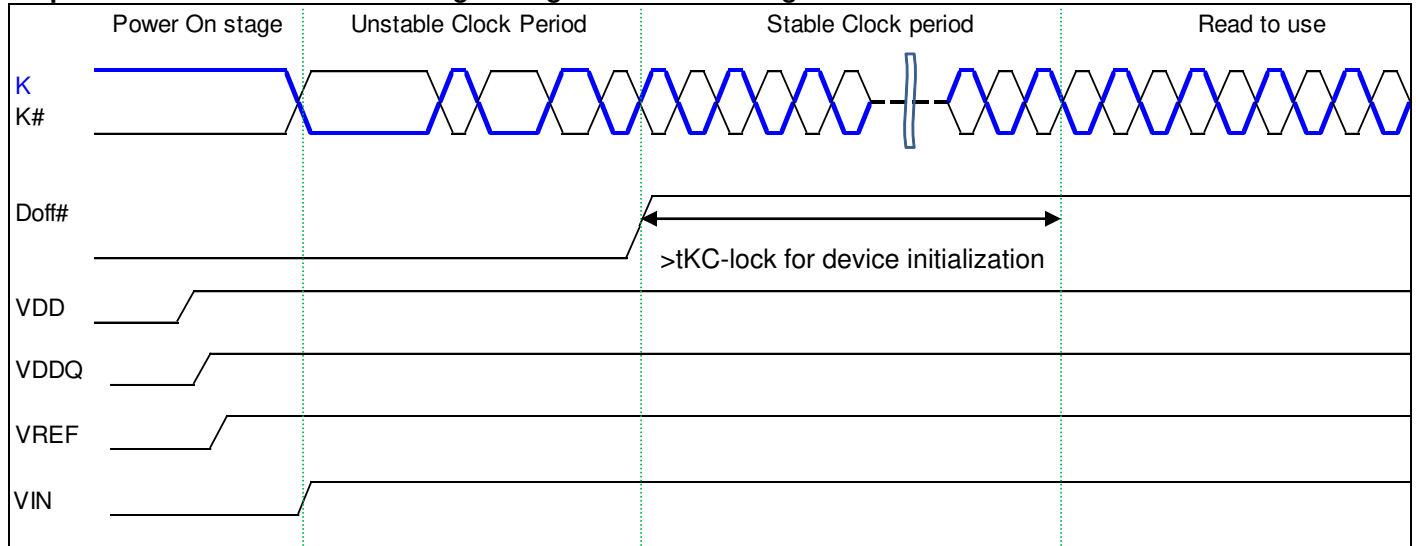 Power On stage Unstable Clock Period Stable Clock period Read to use
K
K#
Doff#
>tKC-lock for device initialization
VDD
VDDQ
VREF
VIN